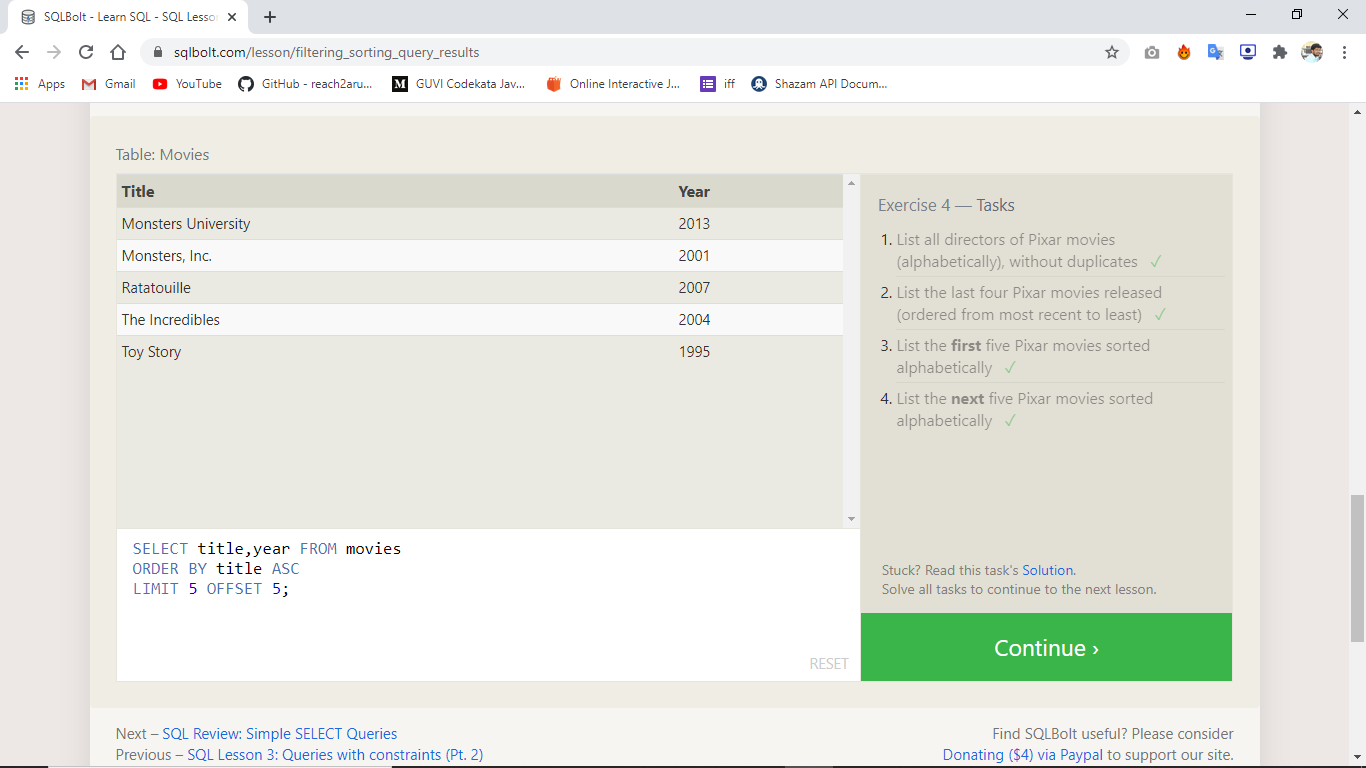 SQLBolt - Learn SQL - SQL Lesson
sqlbolt.com/lesson/filtering_sorting_query_results
Apps Gmail YouTube GitHub - reach2aru... M GUVI Codekata Jav... Online Interactive J... iff Shazam API Docum...
Table: Movies
Title Year
Monsters University 2013
Monsters, Inc. 2001
Ratatouille 2007
The Incredibles 2004
Toy Story 1995
SELECT title,year FROM movies
ORDER BY title ASC
LIMIT 5 OFFSET 5;
RESET
Exercise 4 — Tasks
1. List all directors of Pixar movies
(alphabetically), without duplicates ✓
2. List the last four Pixar movies released
(ordered from most recent to least) ✓
3. List the first five Pixar movies sorted
alphabetically ✓
4. List the next five Pixar movies sorted
alphabetically ✓
Stuck? Read this task's Solution.
Solve all tasks to continue to the next lesson.
Continue ›
Next – SQL Review: Simple SELECT Queries
Previous – SQL Lesson 3: Queries with constraints (Pt. 2)
Find SQLBolt useful? Please consider
Donating ($4) via Paypal to support our site.